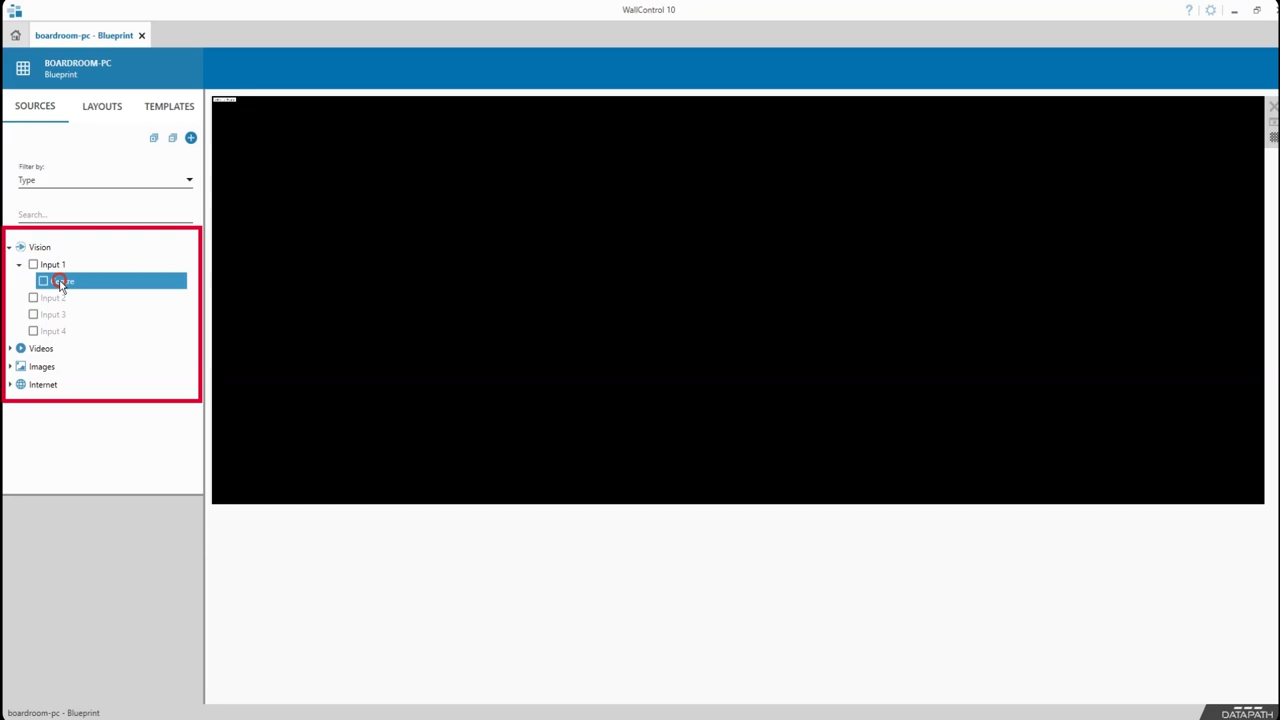 WallControl 10
?
boardroom-pc - Blueprint
BOARDROOM-PC
Blueprint
SOURCES LAYOUTS TEMPLATES
Filter by:
Type
Search...
Vision
Input 1
Input 2
Input 3
Input 4
Videos
Images
Internet
boardroom-pc - Blueprint
DATAPATH